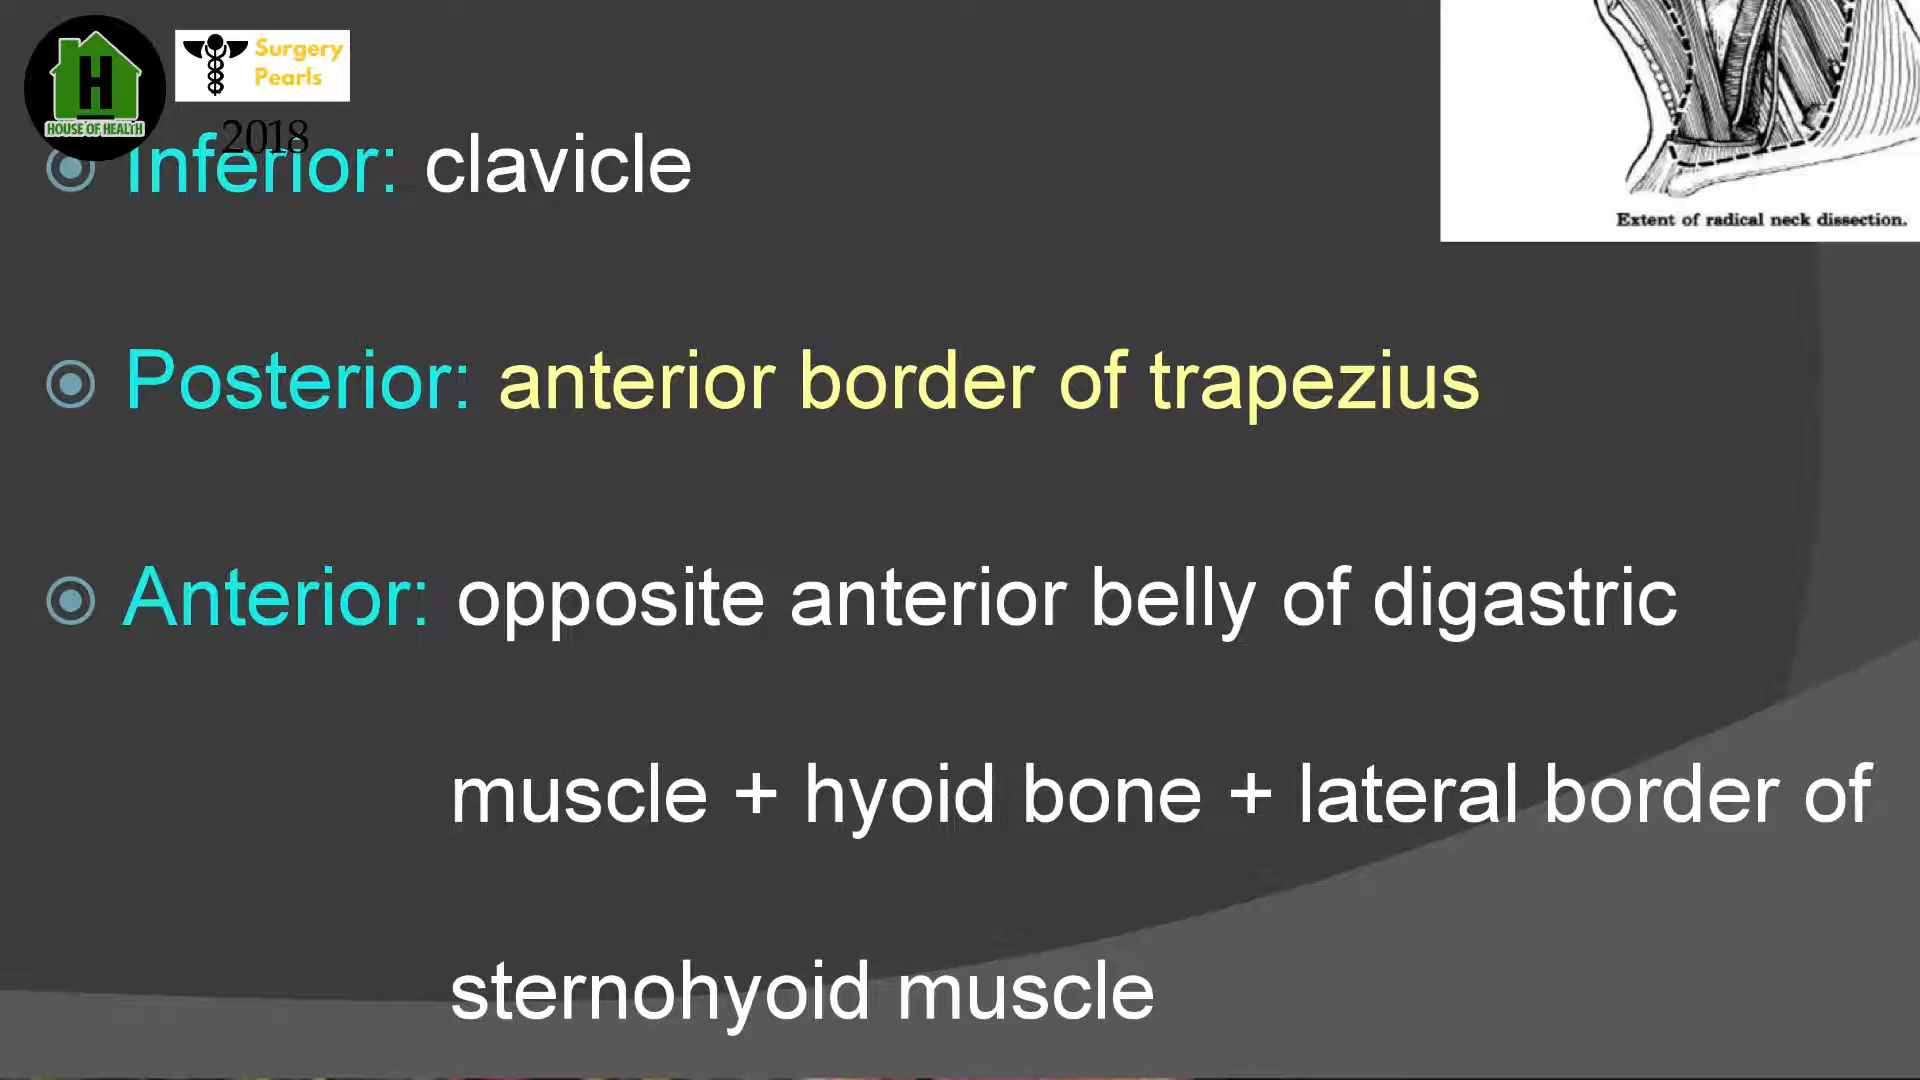 Surgery
Pearls
HOUSE OF HEALTH
2018
Inferior: clavicle
Extent of radical neck dissection.
Posterior: anterior border of trapezius
Anterior: opposite anterior belly of digastric
muscle + hyoid bone + lateral border of
sternohyoid muscle